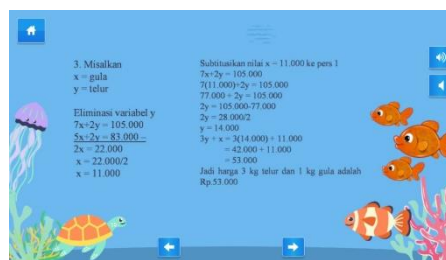 3. Misalkan
x = gula
y = telur
Eliminasi variabel y
7x+2y = 105.000
5x+2y = 83.000 –
2x = 22.000
x = 22.000/2
x = 11.000
Subtitusikan nilai x = 11.000 ke pers 1
7x+2y = 105.000
7(11.000)+2y = 105.000
77.000 + 2y = 105.000
2y = 105.000-77.000
2y = 28.000/2
y = 14.000
3y + x = 3(14.000) + 11.000
= 42.000 + 11.000
= 53.000
Jadi harga 3 kg telur dan 1 kg gula adalah
Rp.53.000